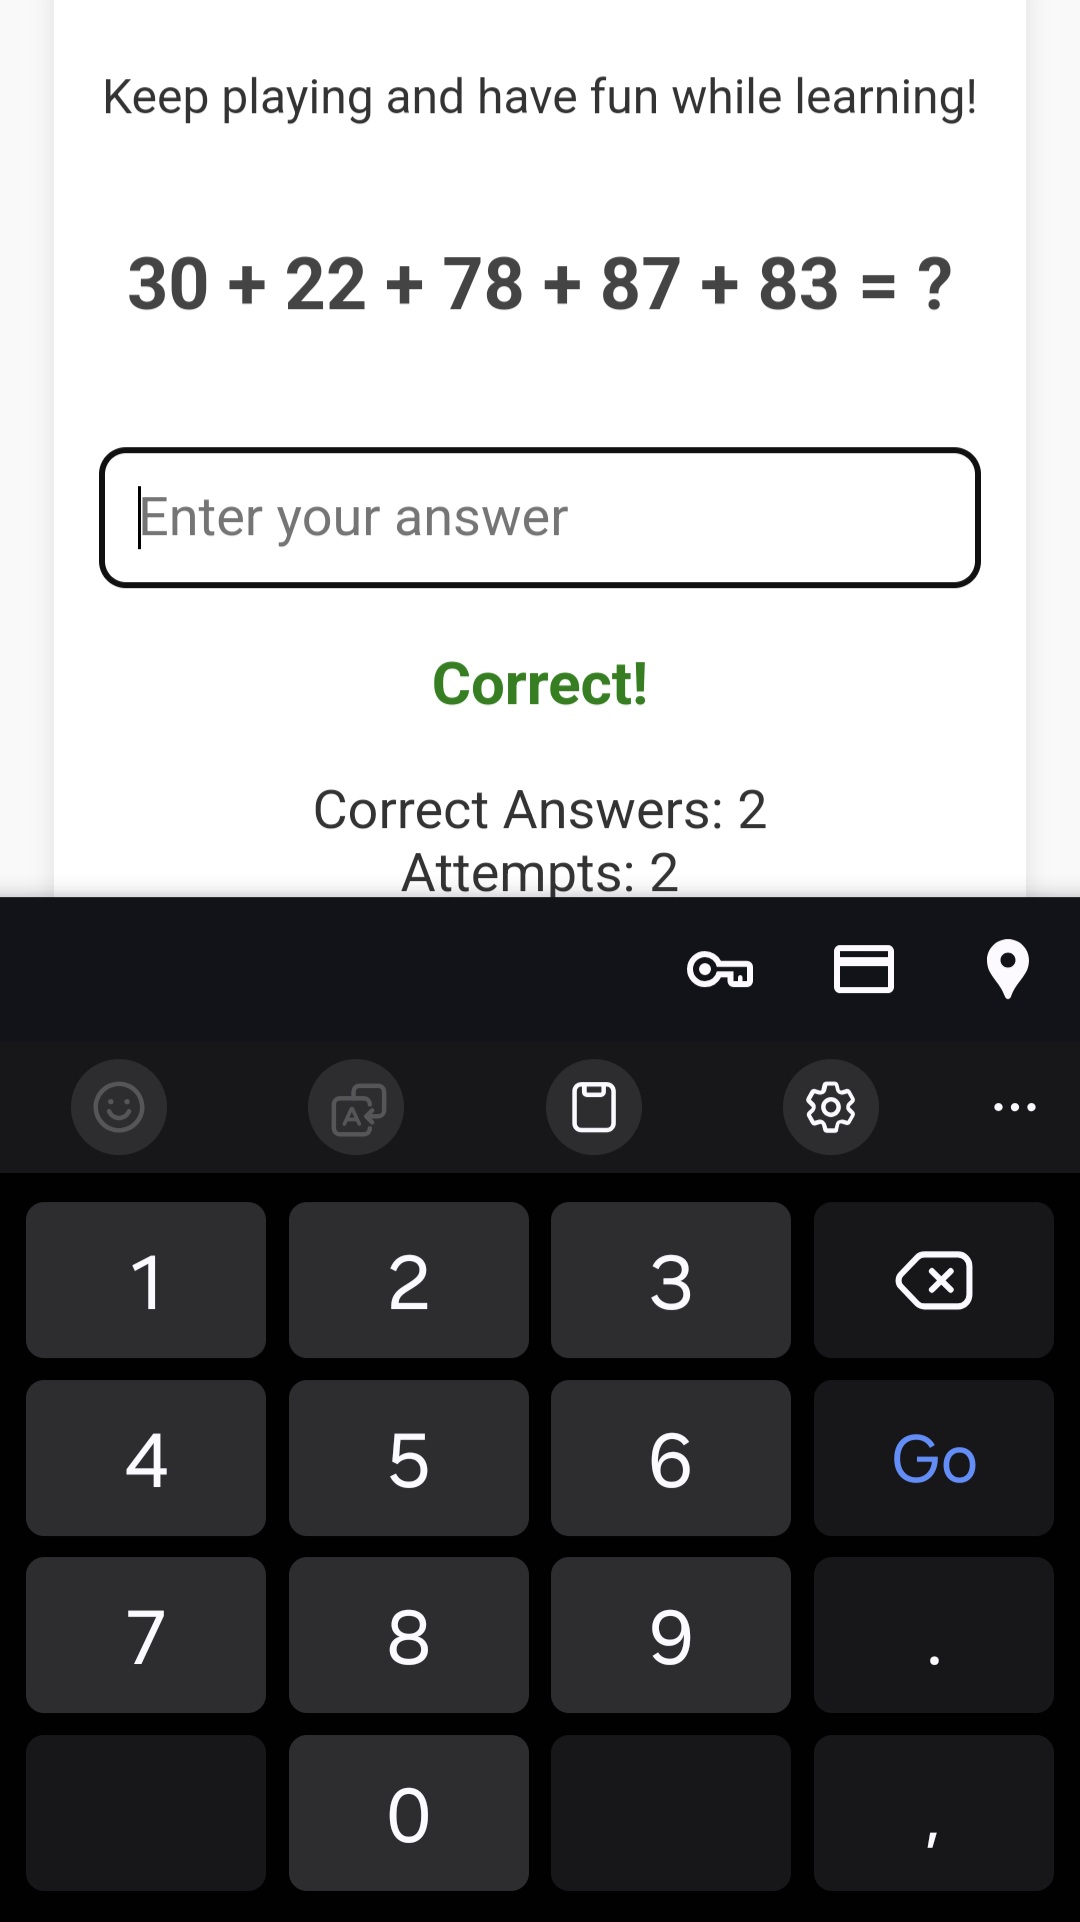 Keep playing and have fun while learning!
30 + 22 + 78 + 87 + 83 = ?
Enter your answer
Correct!
Correct Answers: 2
Attempts: 2
A
1 2 3
4 5 6 Go
7 8 9 .
0 ,